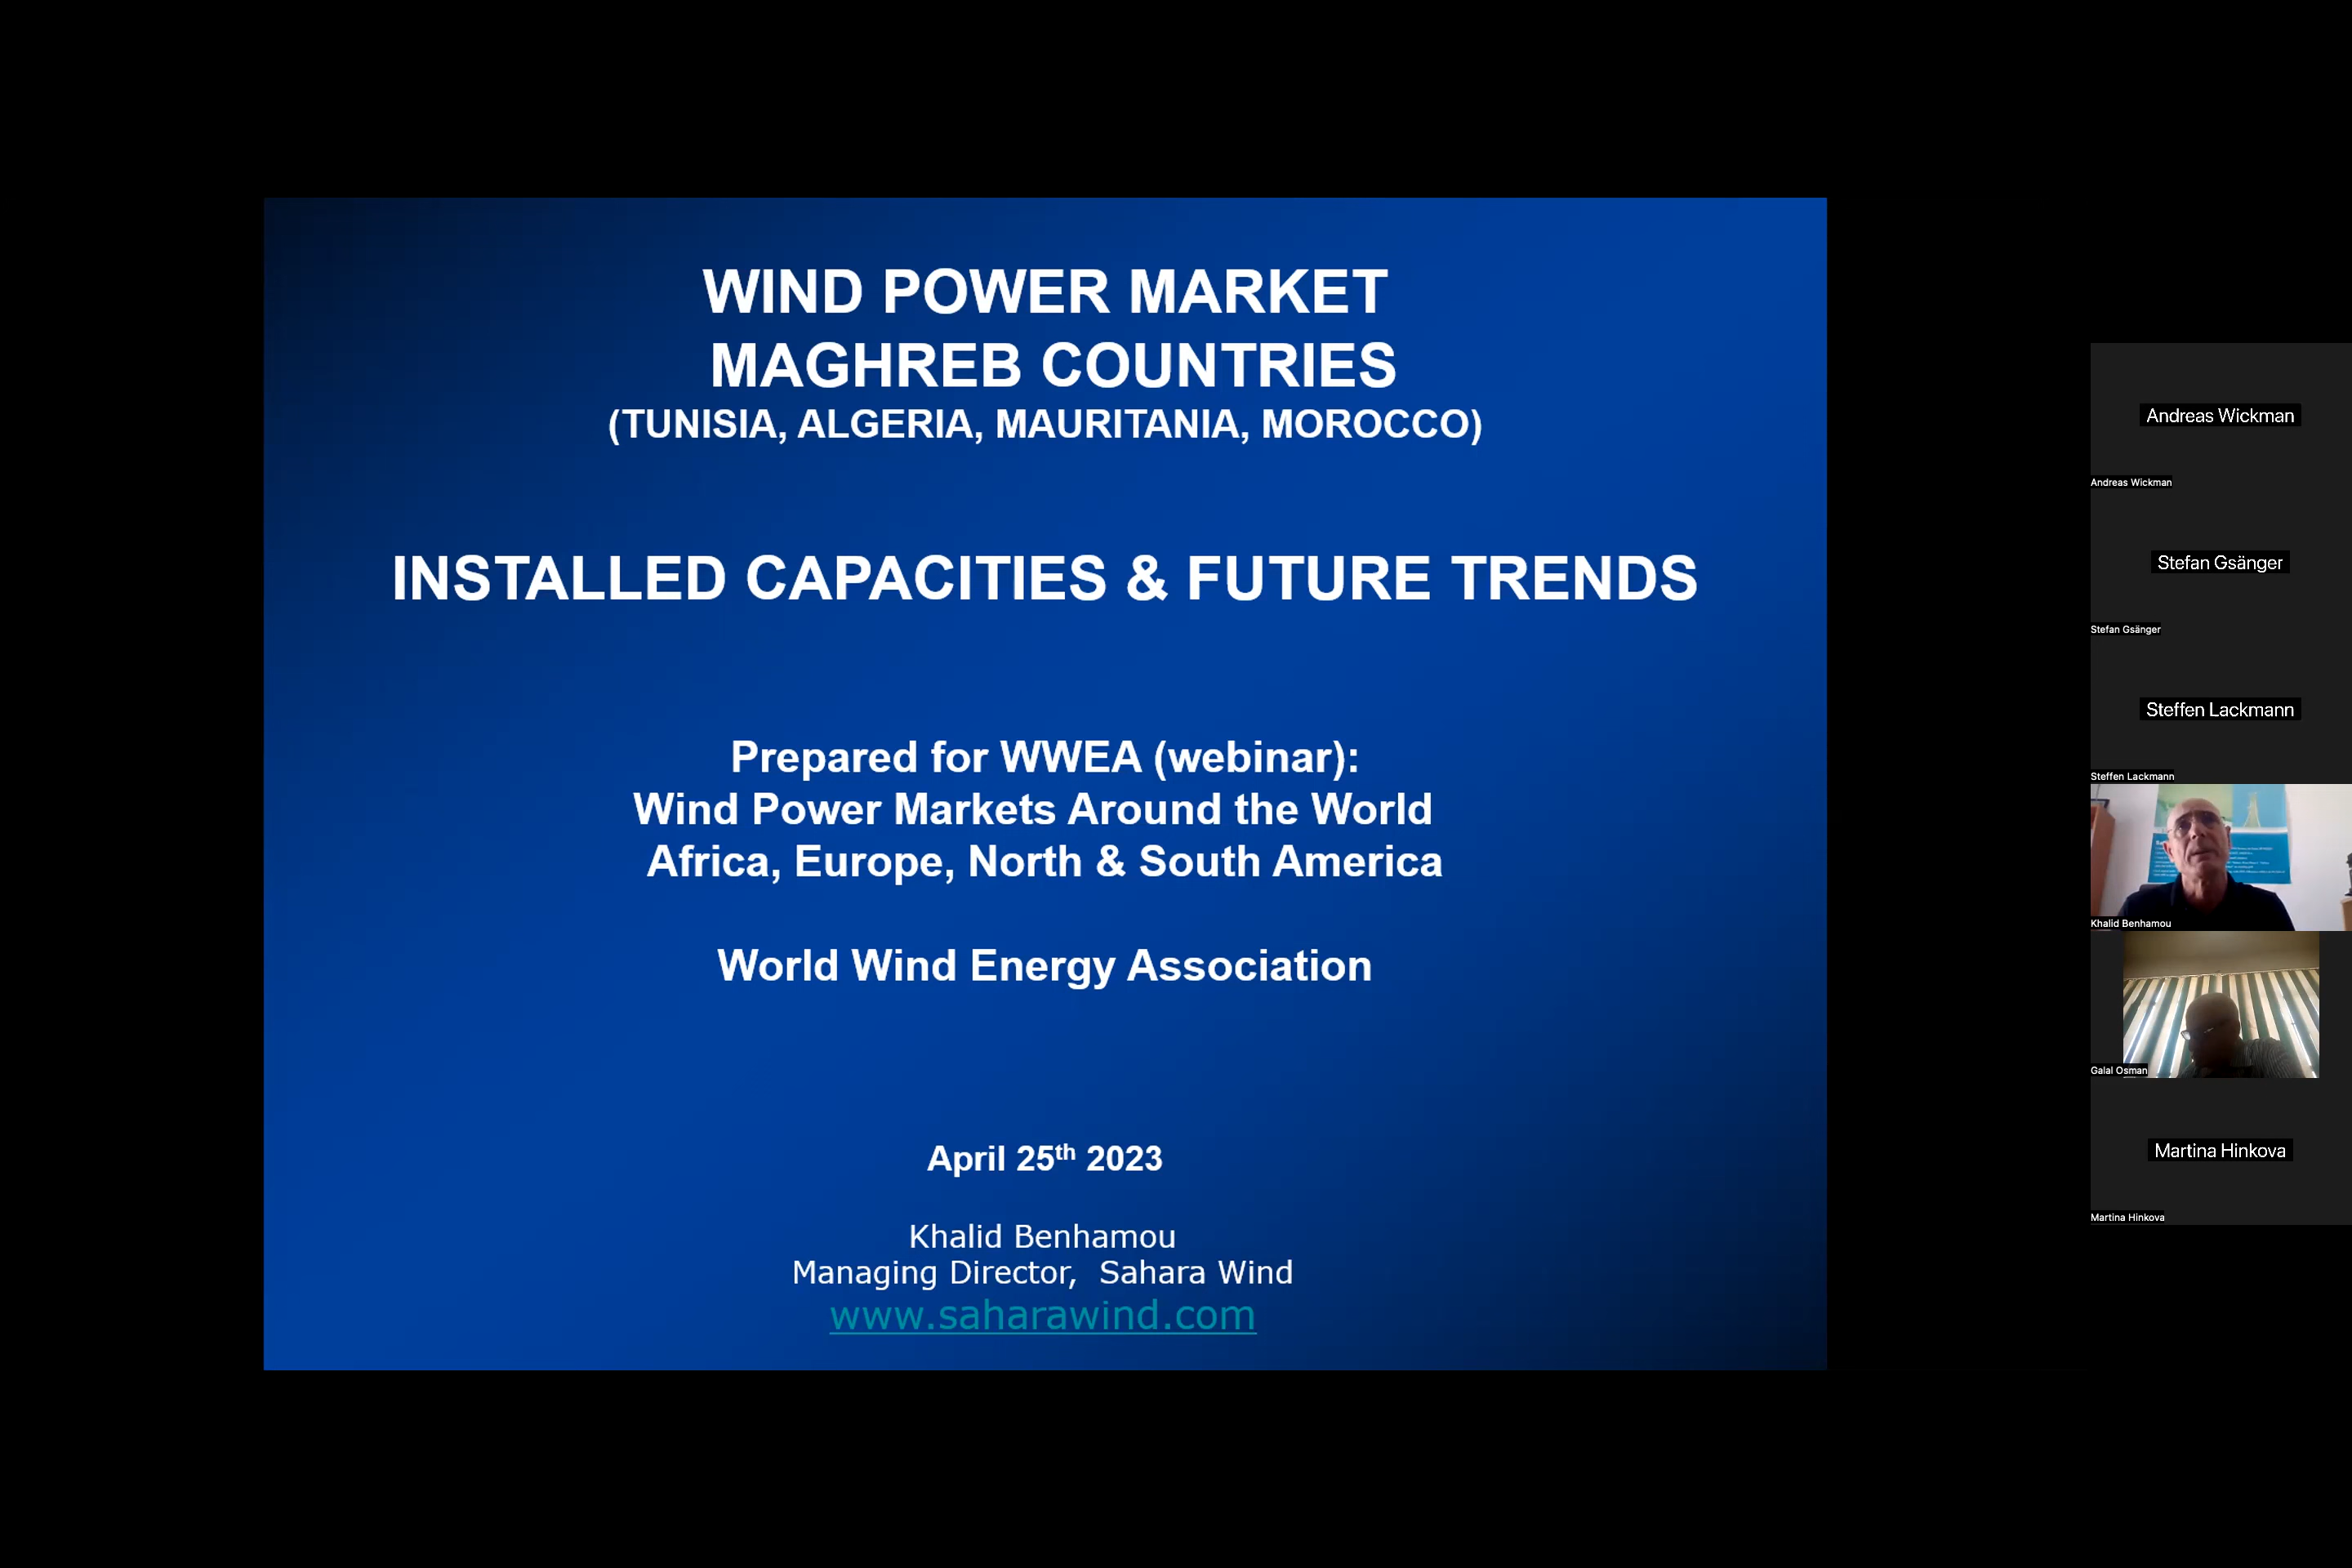 WIND POWER MARKET
MAGHREB COUNTRIES
(TUNISIA, ALGERIA, MAURITANIA, MOROCCO)
INSTALLED CAPACITIES & FUTURE TRENDS
Prepared for WWEA (webinar):
Wind Power Markets Around the World
Africa, Europe, North & South America
World Wind Energy Association
April 25th 2023
Khalid Benhamou
Managing Director, Sahara Wind
www.saharawind.com
Andreas Wickman
Andreas Wickman
Stefan Gsänger
Stefan Gsänger
Steffen Lackmann
Steffen Lackmann
Khalid Benhamou
Galal Osman
Martina Hinkova
Martina Hinkova